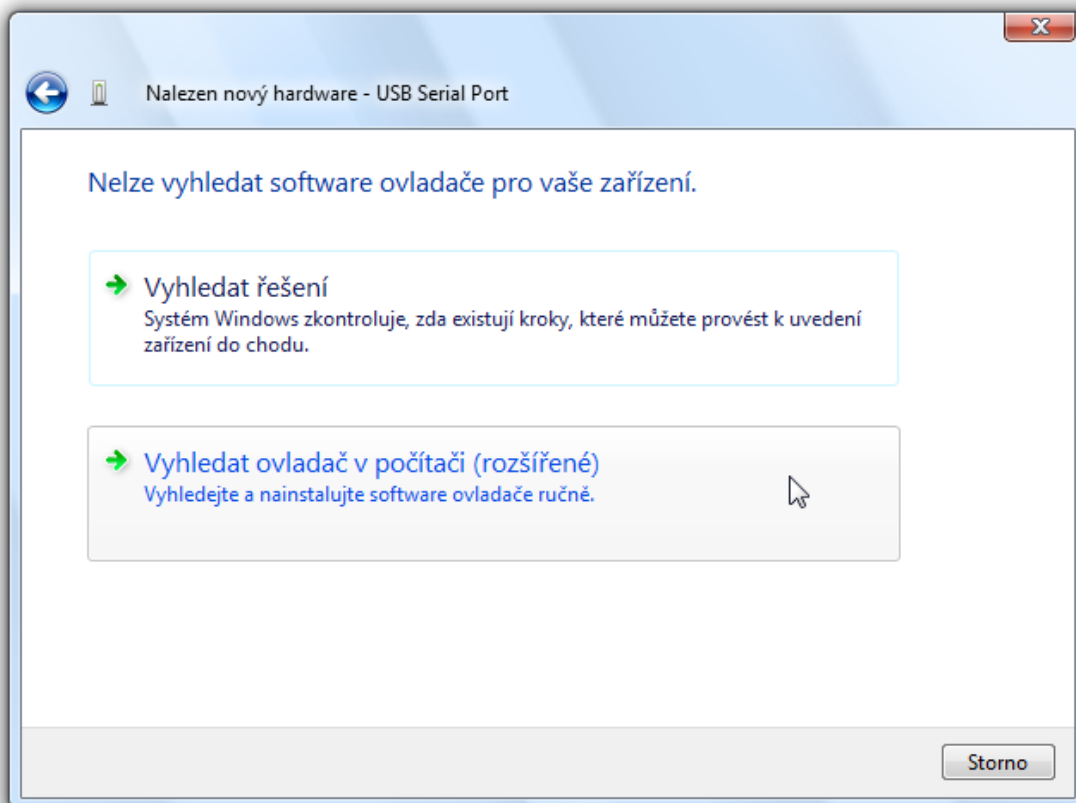 Nalezen nový hardware - USB Serial Port
Nelze vyhledat software ovladače pro vaše zařízení.
Vyhledat řešení
Systém Windows zkontroluje, zda existují kroky, které můžete provést k uvedení
zařízení do chodu.
Vyhledat ovladač v počítači (rozšířené)
Vyhledejte a nainstalujte software ovladače ručně.
Storno